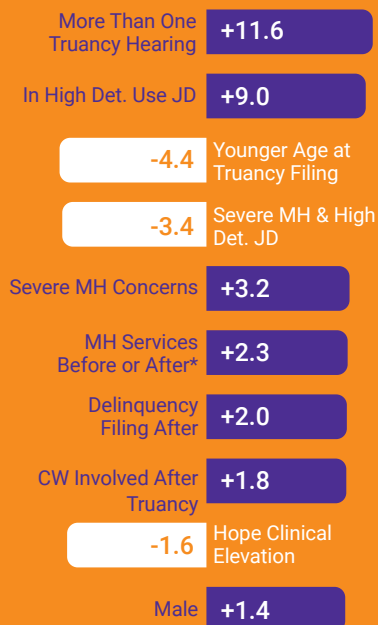 More Than One
Truancy Hearing
+11.6
In High Det. Use JD
+9.0
-4.4
Younger Age at
Truancy Filing
-3.4
Severe MH & High
Det. JD
Severe MH Concerns
+3.2
MH Services
Before or After*
+2.3
Delinquency
Filing After
+2.0
CW Involved After
Truancy
+1.8
-1.6
Hope Clinical
Elevation
Male
+1.4